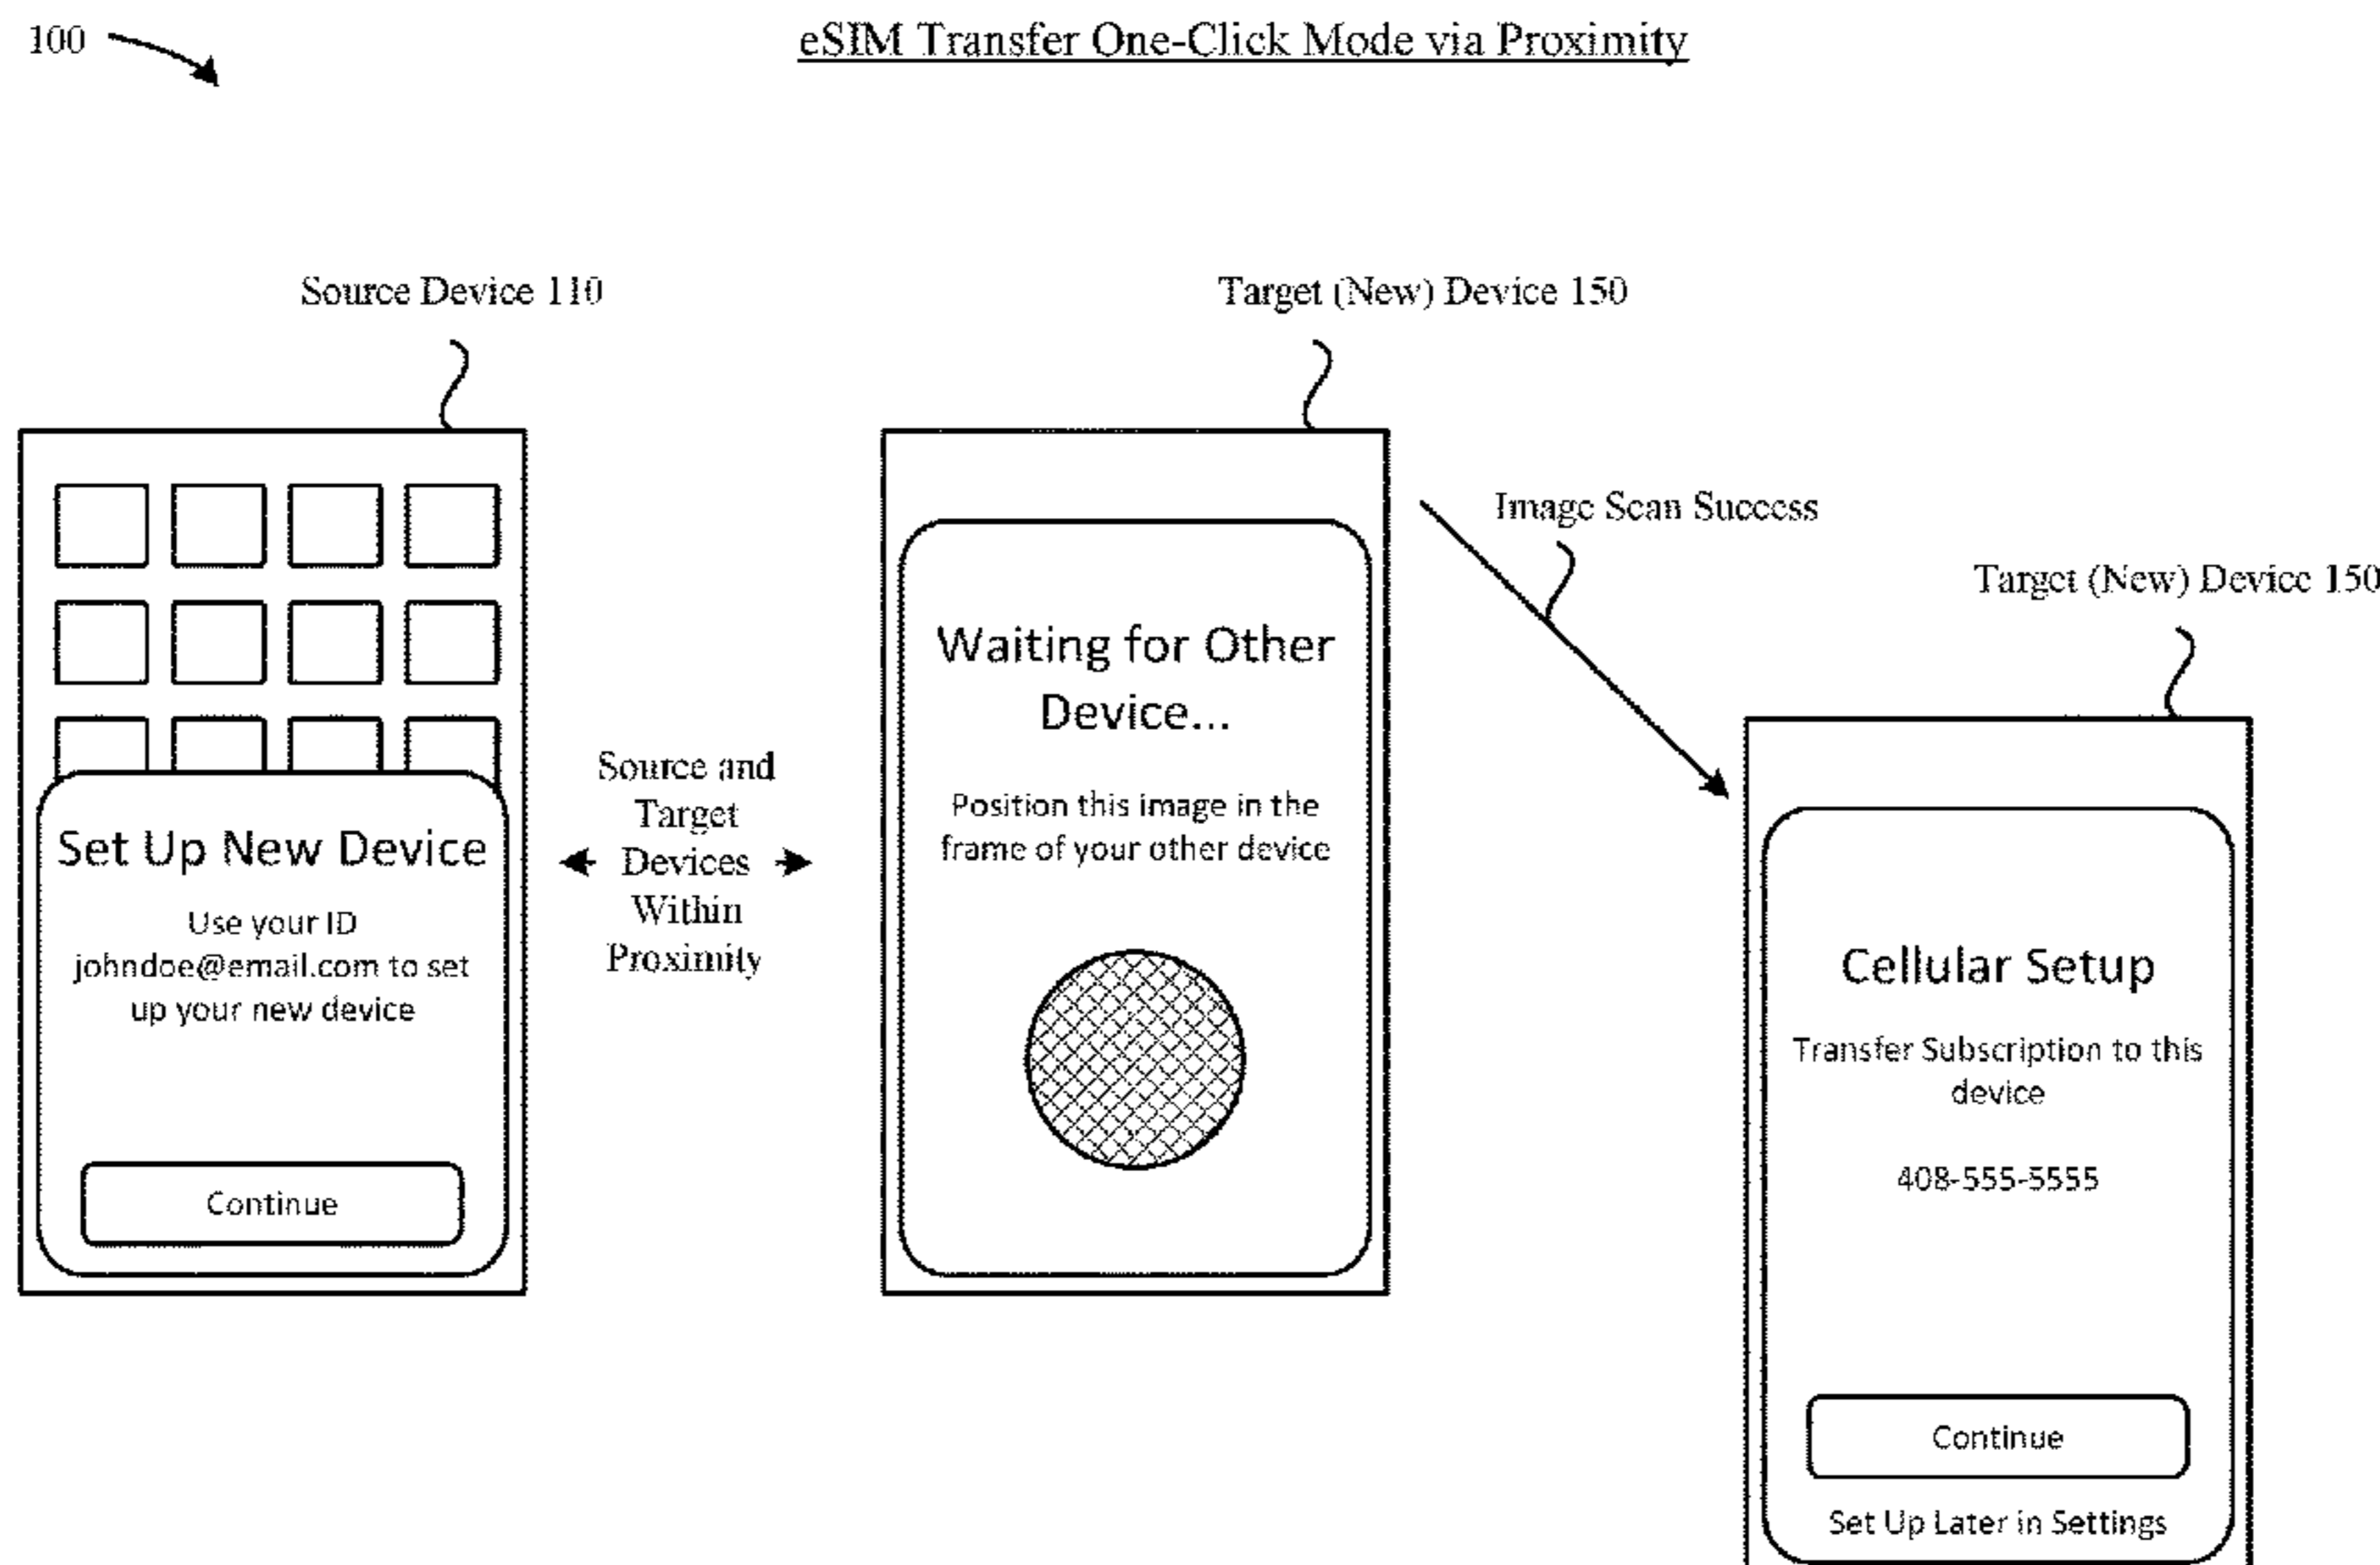 100
eSIM Transfer One-Click Mode via Proximity
Source Device 110
Set Up New Device
Use your ID
johndoe@email.com to set
up your new device
Continue
Source and
Target
Devices
Within
Proximity
Target (New) Device 150
Waiting for Other
Device...
Position this image in the
frame of your other device
Image Scan Success
Target (New) Device 150
Cellular Setup
Transfer Subscription to this
device
408-555-5555
Continue
Set Up Later in Settings